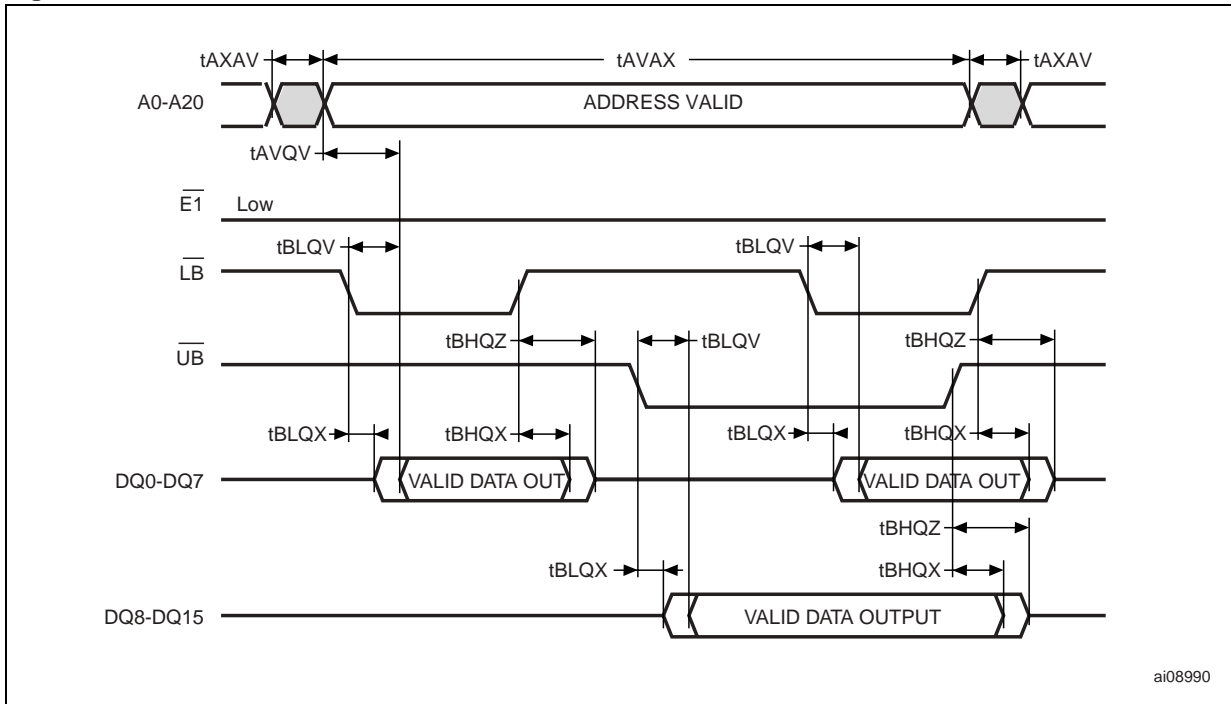 tAXAV tAVAX tAXAV
A0-A20 ADDRESS VALID
tAVQV
E1 Low
tBLQV tBLQV
LB
tBHQZ tBLQV tBHQZ
UB
tBLQX tBHQX tBLQX tBHQX
DQ0-DQ7 VALID DATA OUT VALID DATA OUT
tBHQZ
tBLQX tBHQX
DQ8-DQ15 VALID DATA OUTPUT
ai08990